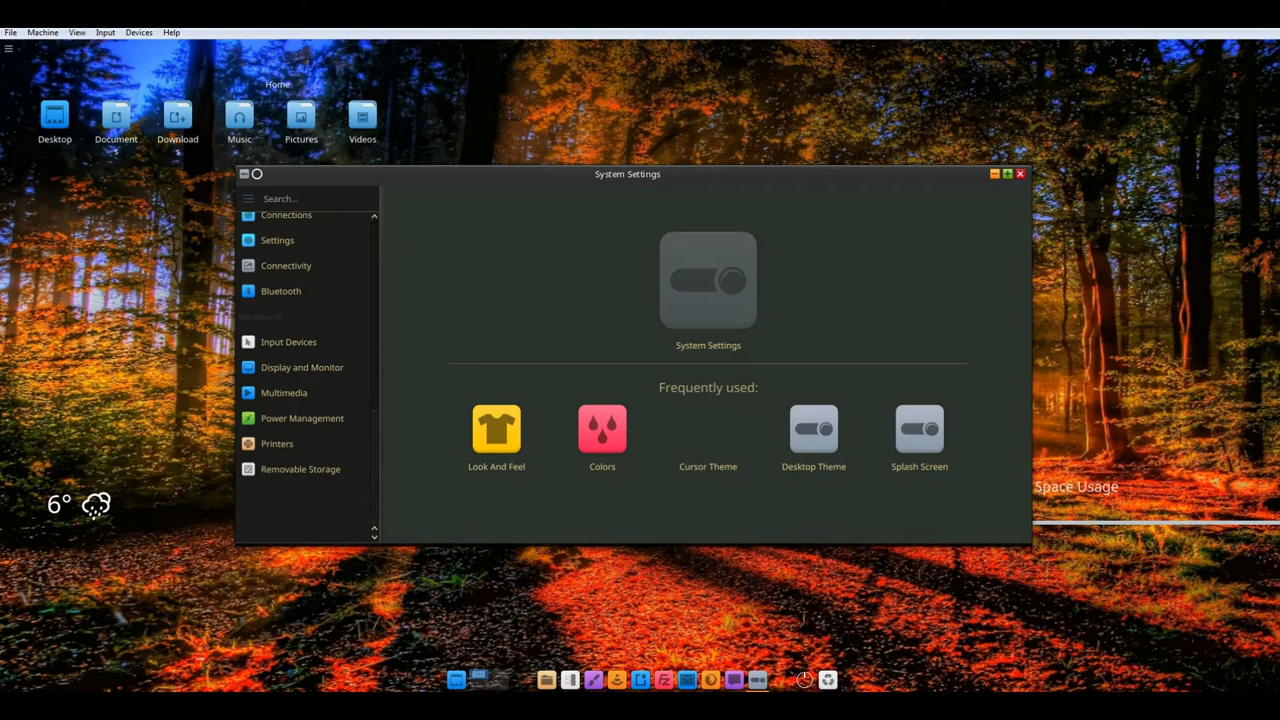 File Machine View Input Devices Help
Home
Desktop Document Download Music Pictures Videos
s s
System Settings
Search...
Connections
Settings
Connectivity
Bluetooth
Hardware
Input Devices
Display and Monitor
Multimedia
Power Management
Printers
Removable Storage
System Settings
Frequently used:
Look And Feel Colors Cursor Theme Desktop Theme Splash Screen
6°
Space Usage